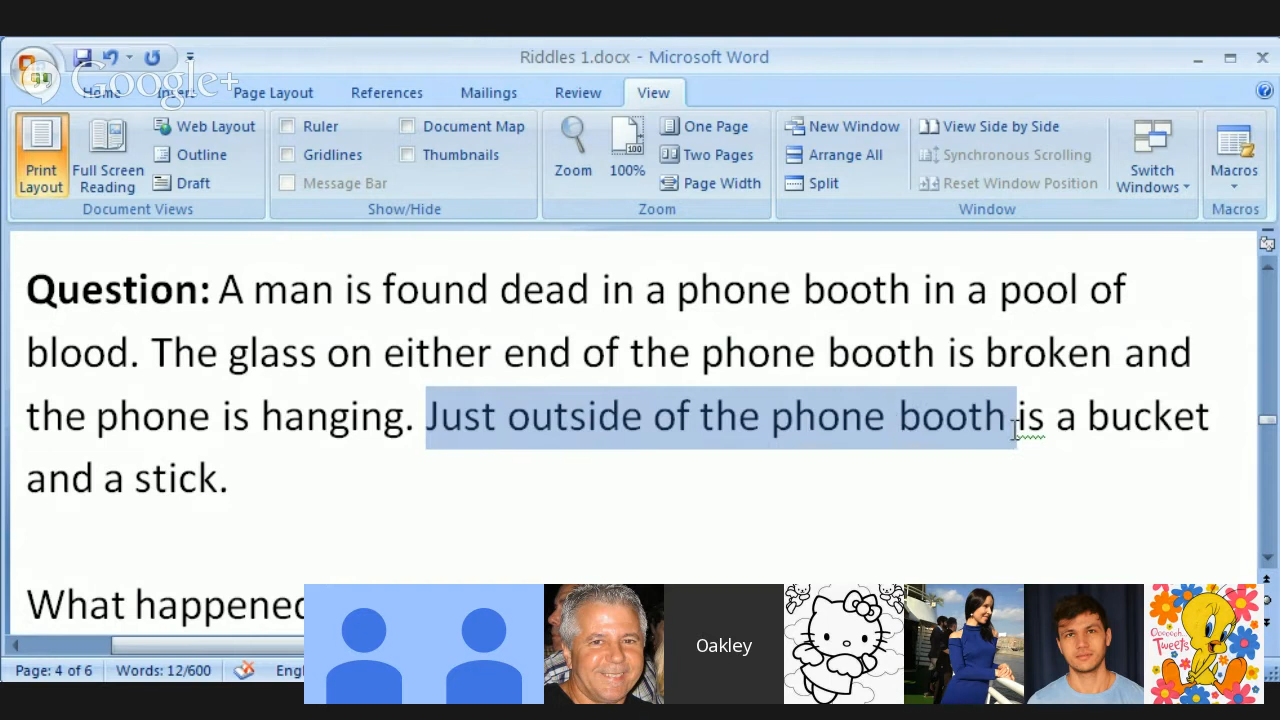 Riddles 1.docx - Microsoft Word
Google+
Home Insert Page Layout References Mailings Review View
Print Layout
Full Screen Reading
Web Layout
Outline
Draft
Document Views
Ruler
Gridlines
Message Bar
Document Map
Thumbnails
Show/Hide
Zoom
100%
One Page
Two Pages
Page Width
Zoom
New Window
Arrange All
Split
View Side by Side
Synchronous Scrolling
Reset Window Position
Switch Windows
Window
Macros
Macros
Question: A man is found dead in a phone booth in a pool of
blood. The glass on either end of the phone booth is broken and
the phone is hanging. Just outside of the phone booth is a bucket
and a stick.
What happened
Page: 4 of 6 Words: 12/600
Oakley
Ooooooh
Tweets